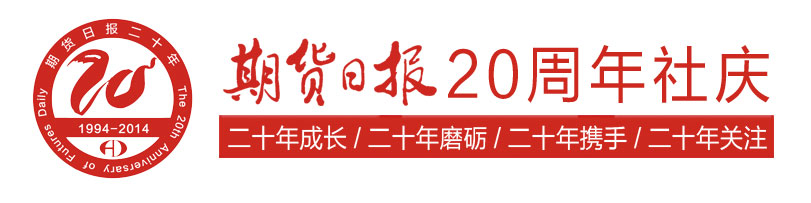 期货日报二十年
The 20th Anniversary of Futures Daily
20
1994-2014
期货日报20周年社庆
二十年成长 / 二十年磨砺 / 二十年携手 / 二十年关注